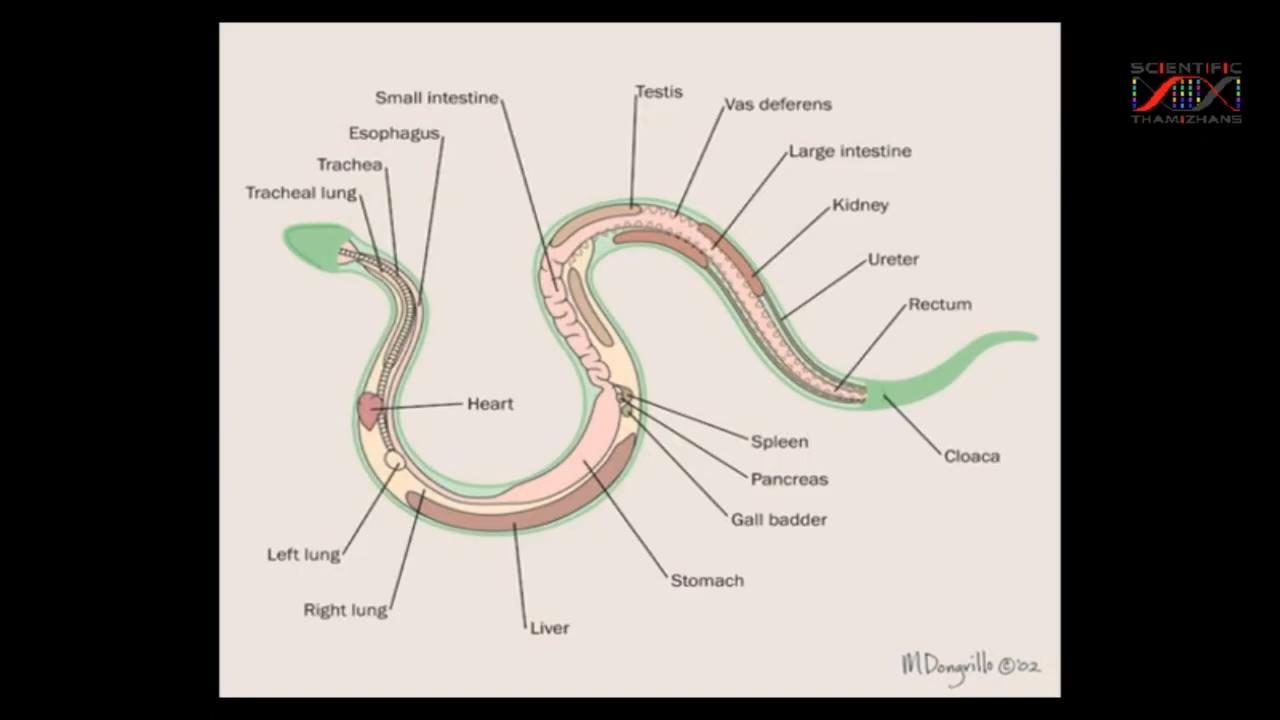 SCIENTIFIC
THAMIZHANS
Small intestine
Testis
Vas deferens
Esophagus
Large intestine
Trachea
Tracheal lung
Kidney
Ureter
Rectum
Heart
Spleen
Cloaca
Pancreas
Gall badder
Left lung
Stomach
Right lung
Liver
©'02